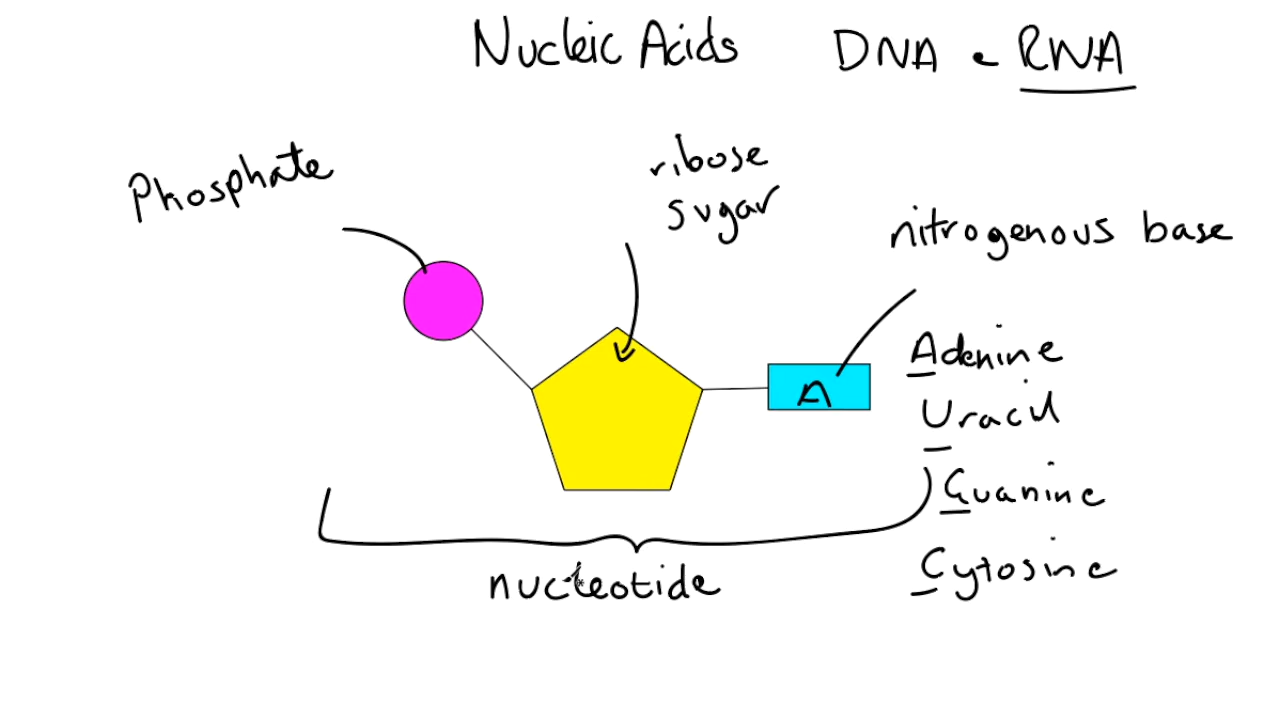 Nucleic Acids DNA & RNA
Phosphate
ribose
sugar
nitrogenous base
A
Adenine
Uracil
Guanine
Cytosine
nucleotide